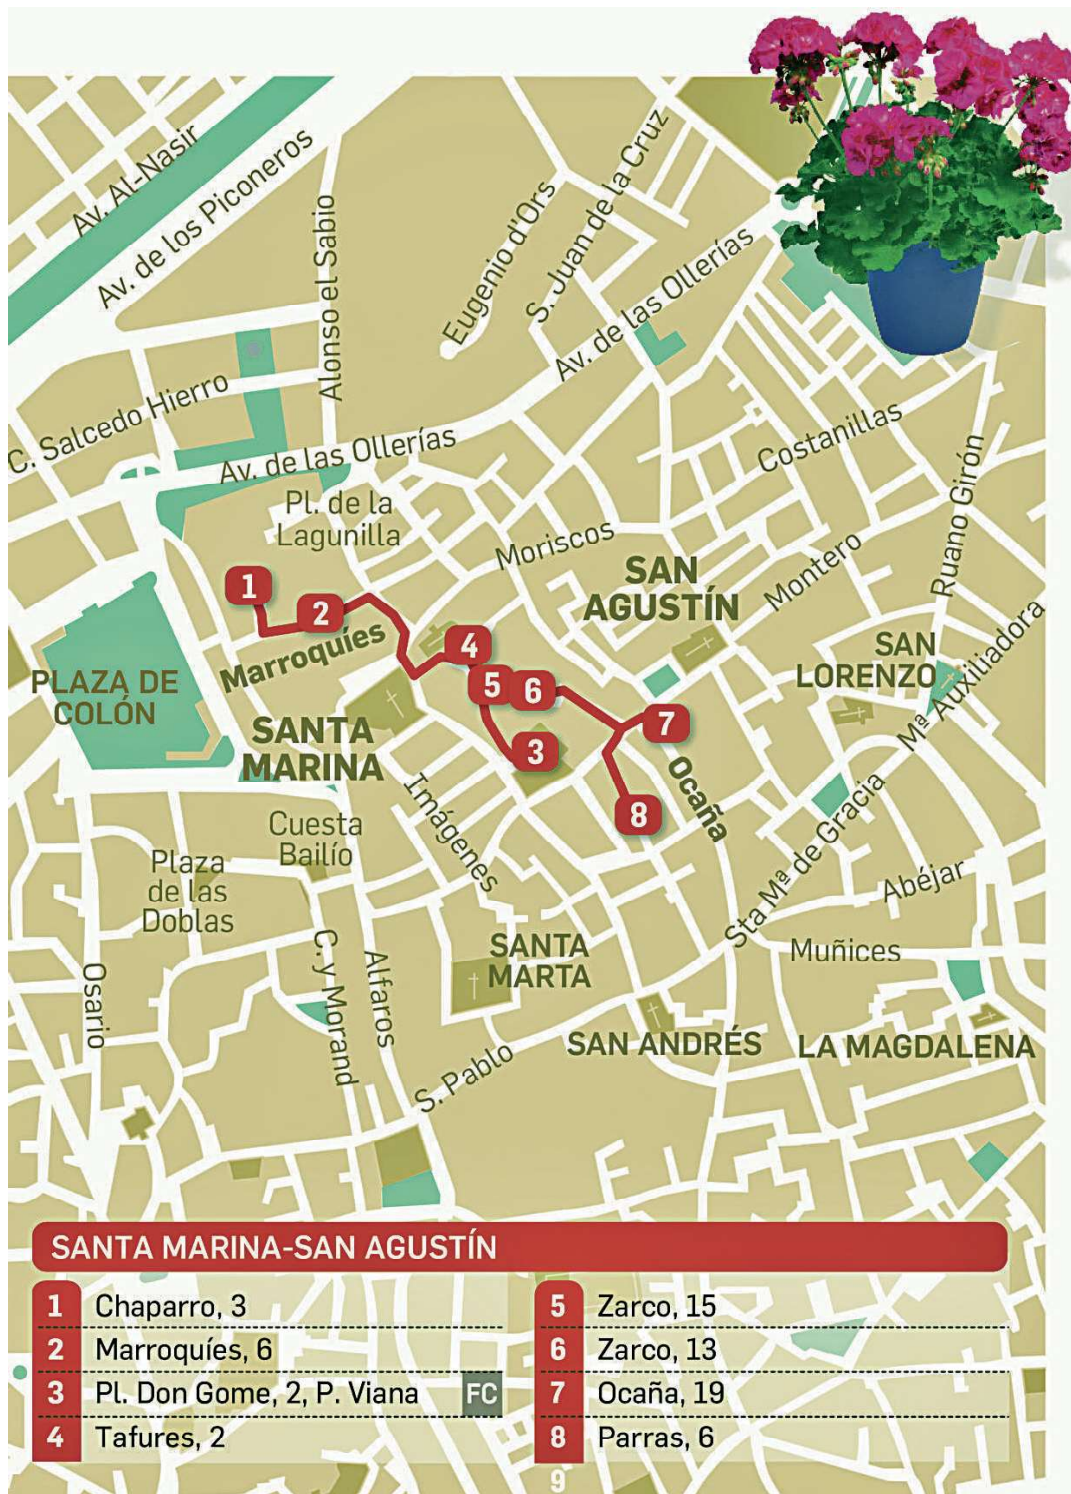 Av. Al-Nasir
Av. de los Piconeros
Alonso el Sabio
Eugenio d'Ors
S. Juan de la Cruz
Av. de las Ollerías
C. Salcedo Hierro
Av. de las Ollerías
Costanillas
Ruano Girón
Pl. de la
Lagunilla
Moriscos
Montero
SAN
AGUSTÍN
1
2
Marroquíes
4
5
6
3
7
8
SAN
LORENZO
Mª Auxiliadora
PLAZA DE
COLÓN
SANTA
MARINA
Ocaña
Imágenes
Cuesta
Bailío
Plaza
de las
Doblas
Sta Mª de Gracia
Abéjar
Muñices
SANTA
MARTA
Osario
C. y Morand
Alfaros
S. Pablo
SAN ANDRÉS
LA MAGDALENA
SANTA MARINA-SAN AGUSTÍN
1 Chaparro, 3
2 Marroquíes, 6
3 Pl. Don Gome, 2, P. Viana FC
4 Tafures, 2
5 Zarco, 15
6 Zarco, 13
7 Ocaña, 19
8 Parras, 6
9